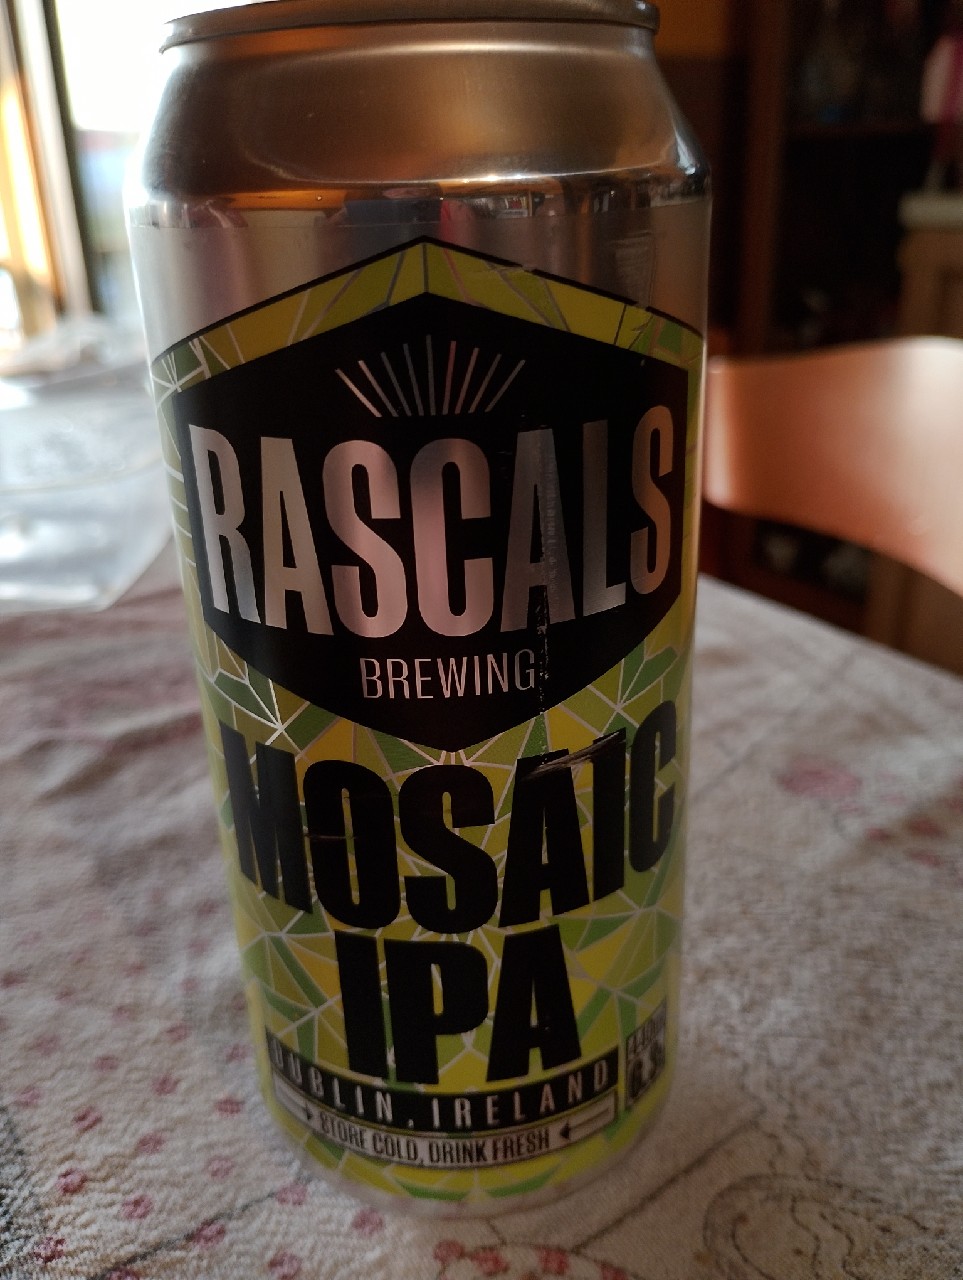 RASCALS
BREWING
MOSAIC
IPA
DUBLIN, IRELAND
STORE COLD, DRINK FRESH